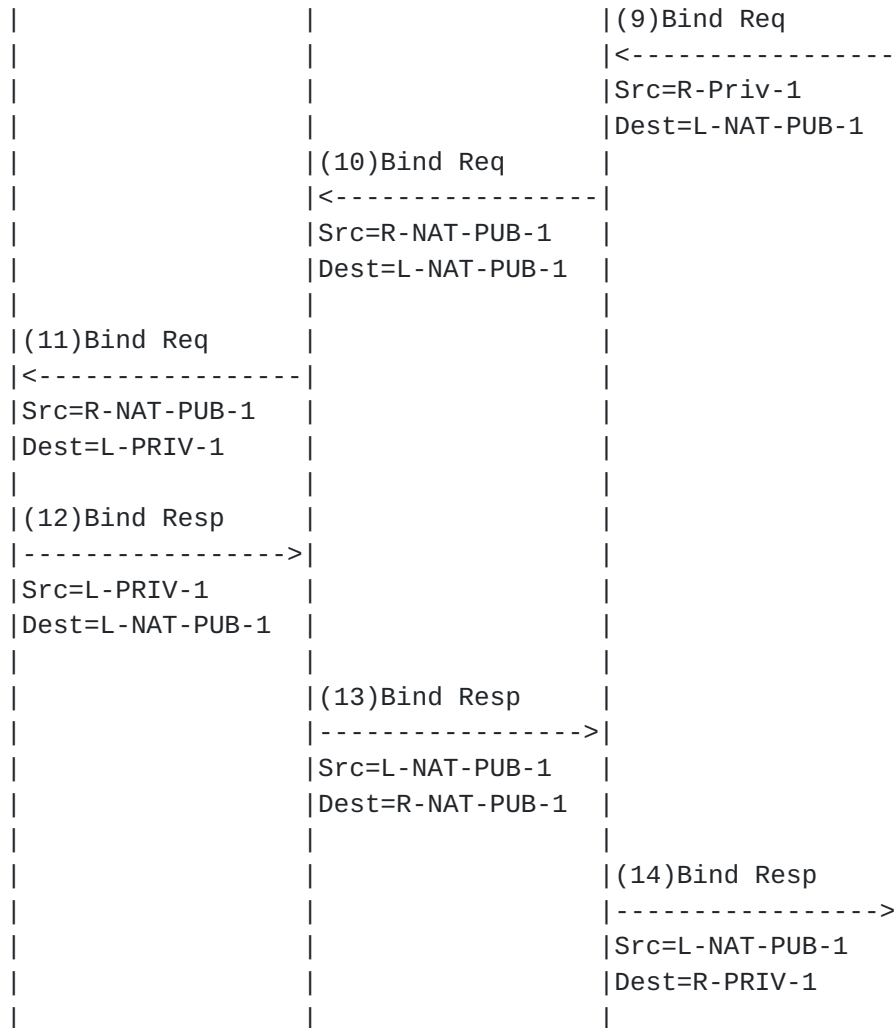 |                |                |(9)Bind Req
|                |                |<-----------------
|                |                |Src=R-Priv-1
|                |                |Dest=L-NAT-PUB-1
|                |(10)Bind Req     |
|                |<-----------------|
|                |Src=R-NAT-PUB-1  |
|                |Dest=L-NAT-PUB-1 |
|                |                |
|(11)Bind Req     |                |
|<-----------------|                |
|Src=R-NAT-PUB-1  |                |
|Dest=L-PRIV-1    |                |
|                |                |
|(12)Bind Resp    |                |
|----------------->|                |
|Src=L-PRIV-1     |                |
|Dest=L-NAT-PUB-1 |                |
|                |                |
|                |(13)Bind Resp    |
|                |----------------->|
|                |Src=L-NAT-PUB-1  |
|                |Dest=R-NAT-PUB-1 |
|                |                |
|                |                |(14)Bind Resp
|                |                |----------------->
|                |                |Src=L-NAT-PUB-1
|                |                |Dest=R-PRIV-1
|                |                |